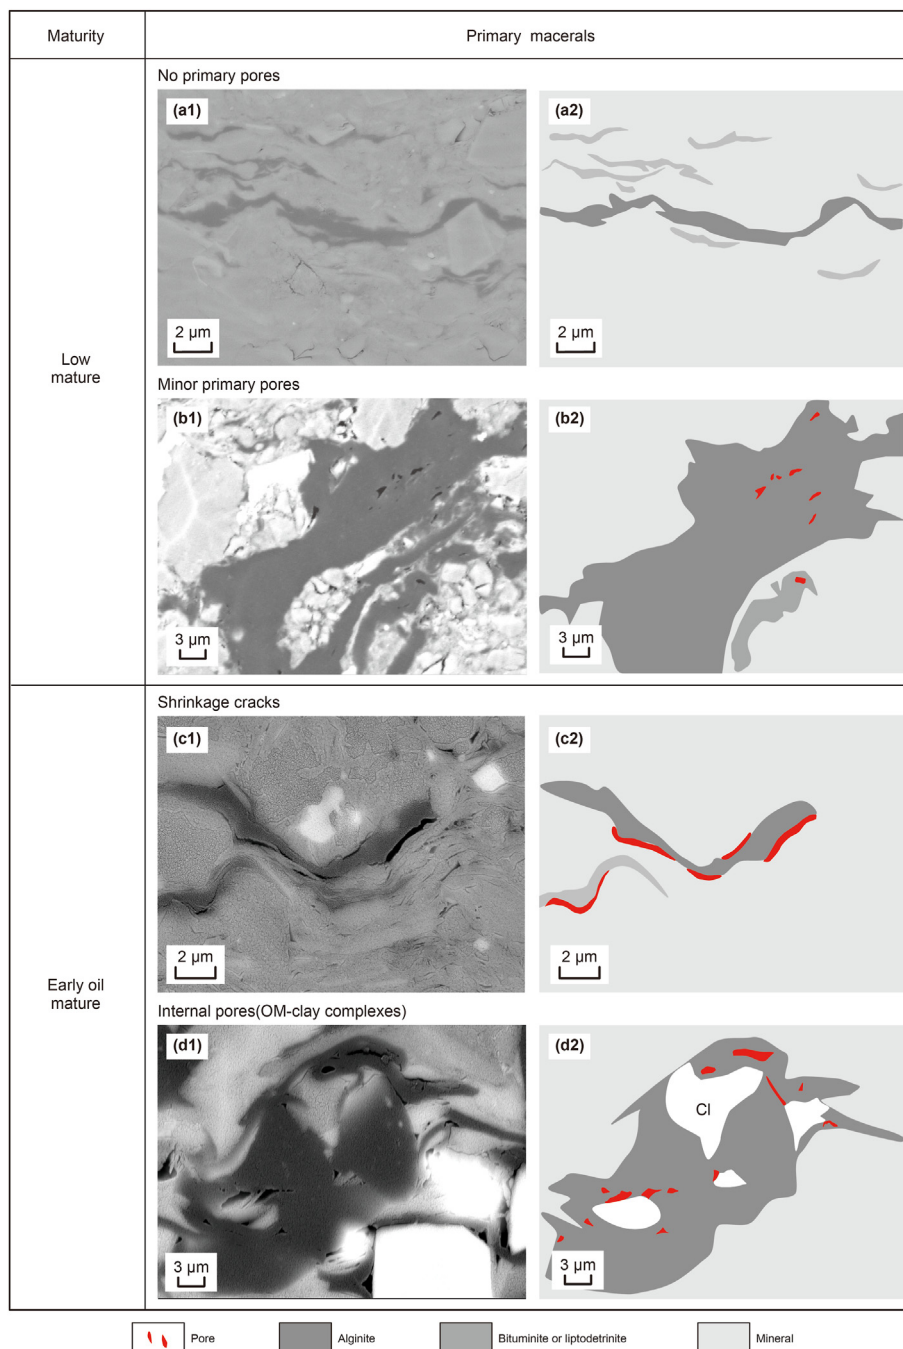 Maturity
Primary macerals
No primary pores
(a1)
(a2)
2 μm
2 μm
Low
mature
Minor primary pores
(b1)
(b2)
3 μm
3 μm
Shrinkage cracks
(c1)
(c2)
2 μm
2 μm
Early oil
mature
Internal pores(OM-clay complexes)
(d1)
(d2)
Cl
3 μm
3 μm
Pore
Alginite
Bituminite or liptodetrinite
Mineral